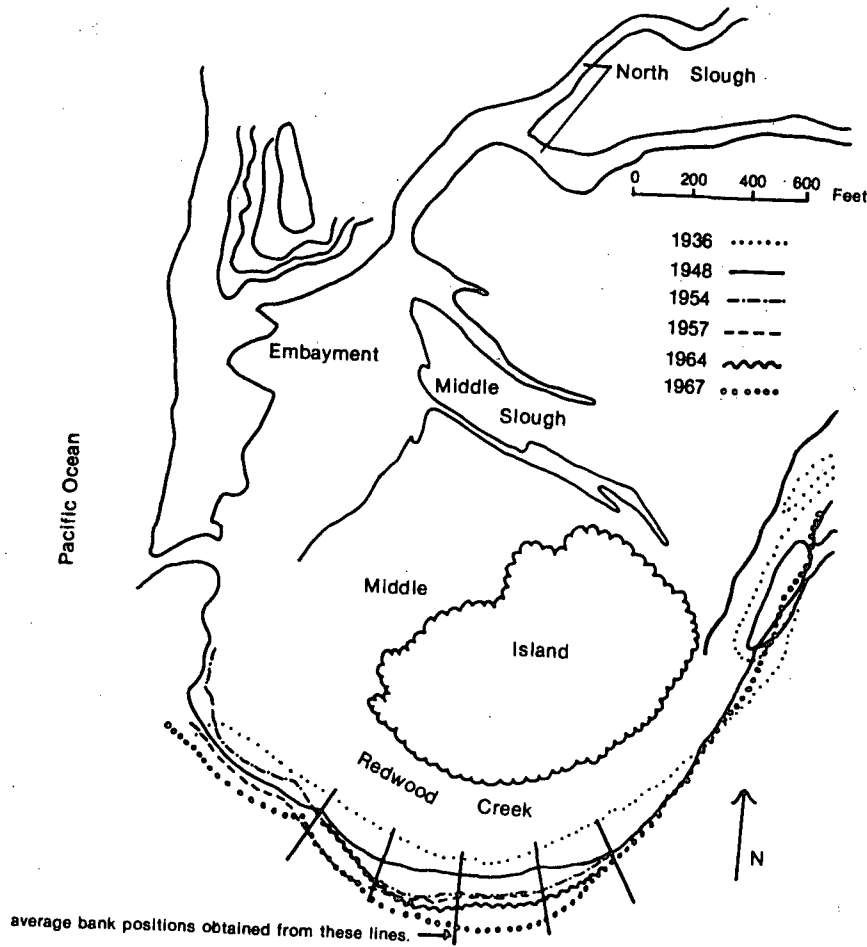 North Slough
0 200 400 600 Feet
1936
1948
1954
1957
1964
1967
Embayment
Middle
Slough
Pacific Ocean
Middle
Island
Redwood
Creek
N
average bank positions obtained from these lines.